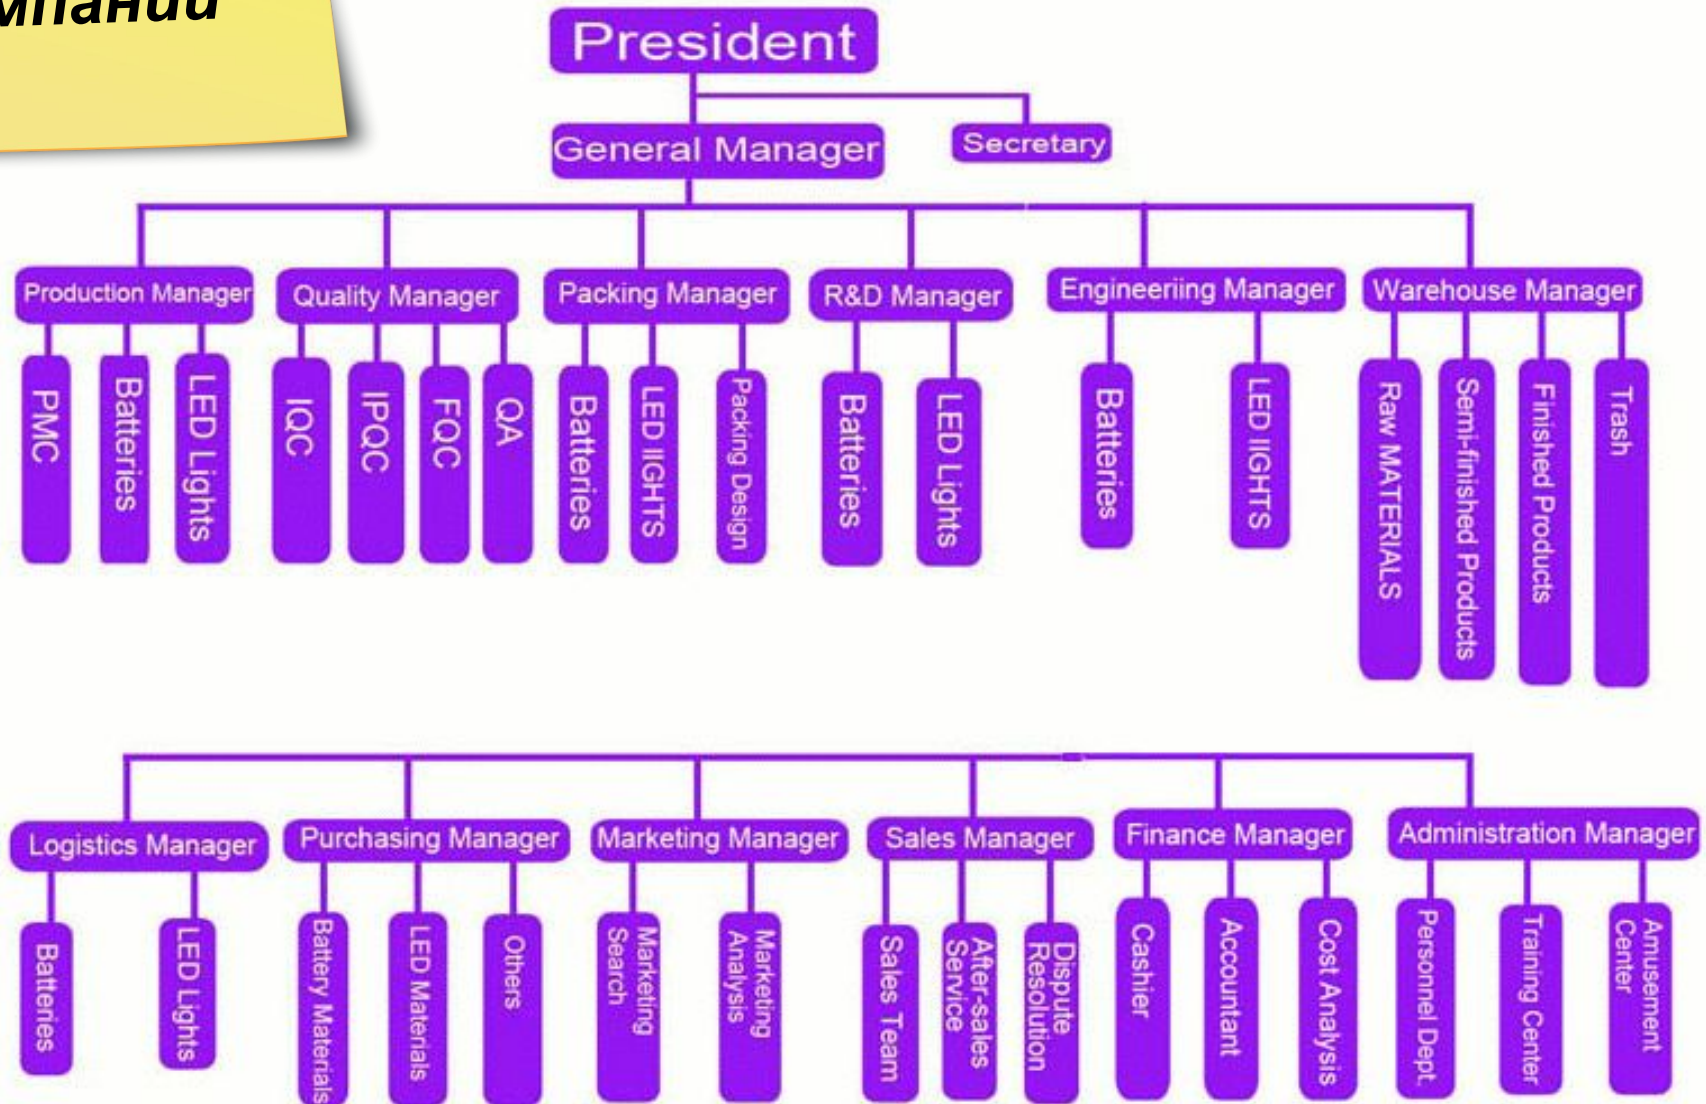 President
General Manager
Secretary
Production Manager
Quality Manager
Packing Manager
R&D Manager
Engineeriing Manager
Warehouse Manager
PMC
Batteries
LED Lights
IQC
IPQC
FQC
QA
Batteries
LED lIGHTS
Packing Design
Batteries
LED Lights
Batteries
LED lIGHTS
Raw MATERIALS
Semi-finished Products
Finished Products
Trash
Logistics Manager
Purchasing Manager
Marketing Manager
Sales Manager
Finance Manager
Administration Manager
Batteries
LED Lights
Battery Materials
LED Materials
Others
Marketing
Search
Marketing
Analysis
Sales Team
After-sales
Service
Dispute
Resolution
Cashier
Accountant
Cost Analysis
Personnel Dept.
Training Center
Amusement
Center